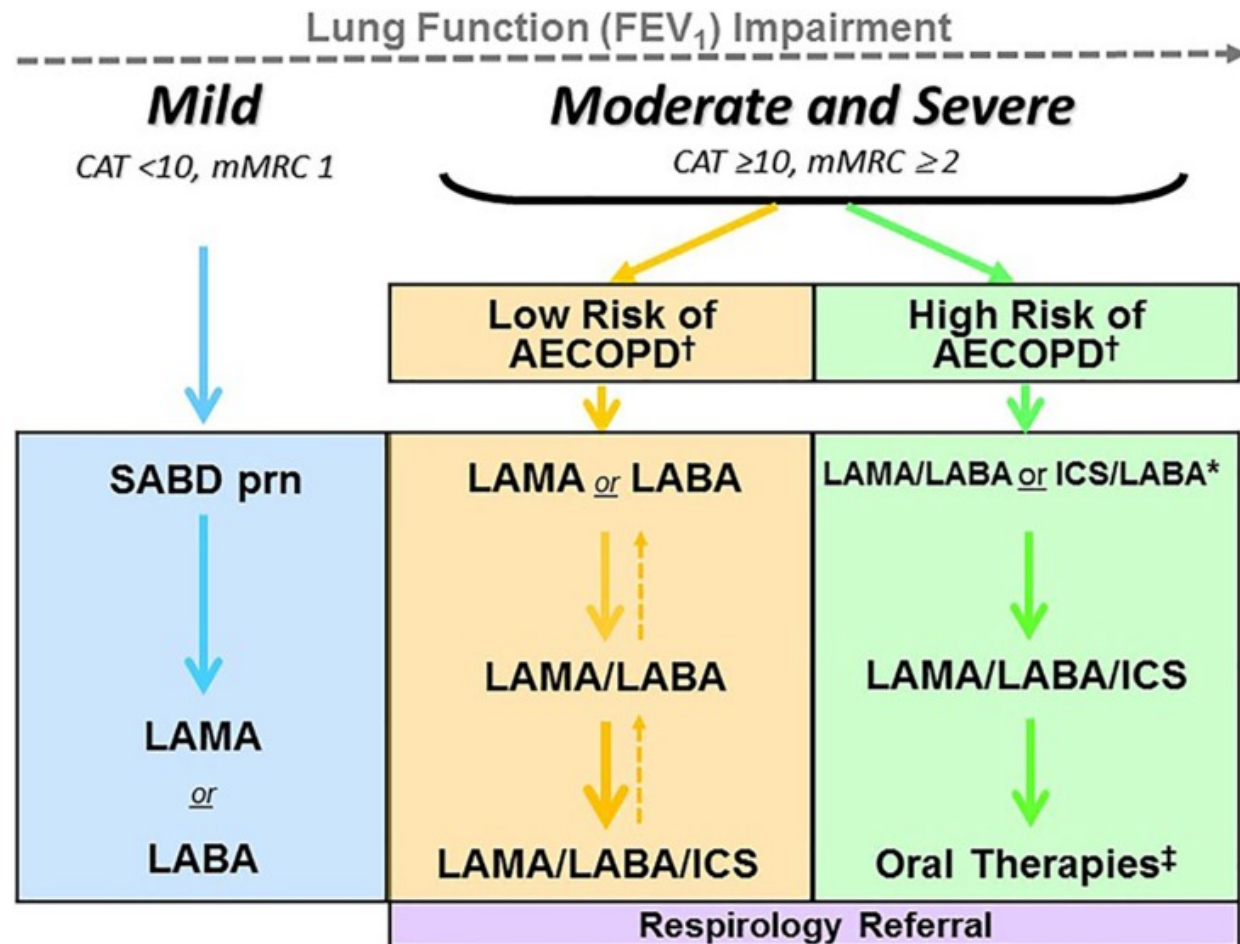 Lung Function (FEV₁) Impairment
Mild
CAT <10, mMRC 1
Moderate and Severe
CAT ≥10, mMRC ≥2
Low Risk of
AECOPD†
High Risk of
AECOPD†
SABD prn
LAMA
or
LABA
LAMA or LABA
LAMA/LABA
LAMA/LABA/ICS
LAMA/LABA or ICS/LABA*
LAMA/LABA/ICS
Oral Therapies‡
Respirology Referral